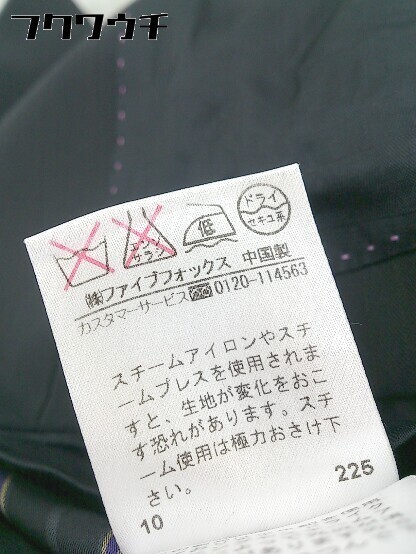 フクワウチ
エンソ
サラシ
低
ドライ
セキユ系
(株)ファイブフォックス 中国製
カスタマーサービス 0120-114563
スチームアイロンやスチ
ームプレスを使用されま
すと、生地が変化をおこ
す恐れがあります。スチ
ーム使用は極力おさけ下
さい。
10 225